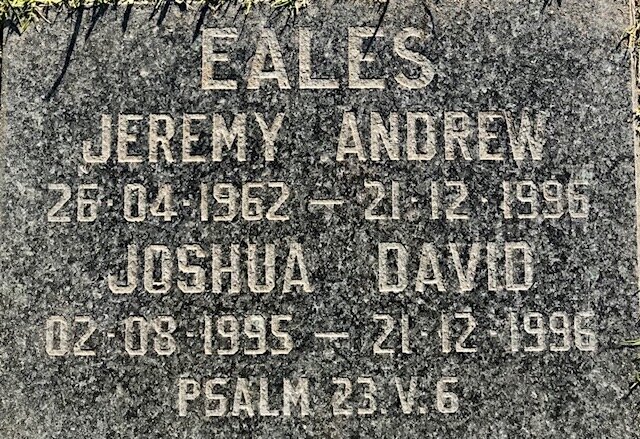 EALES
JEREMY ANDREW
26·04·1962 — 21·12·1996
JOSHUA DAVID
02·08·1995 — 21·12·1996
PSALM 23.V.6